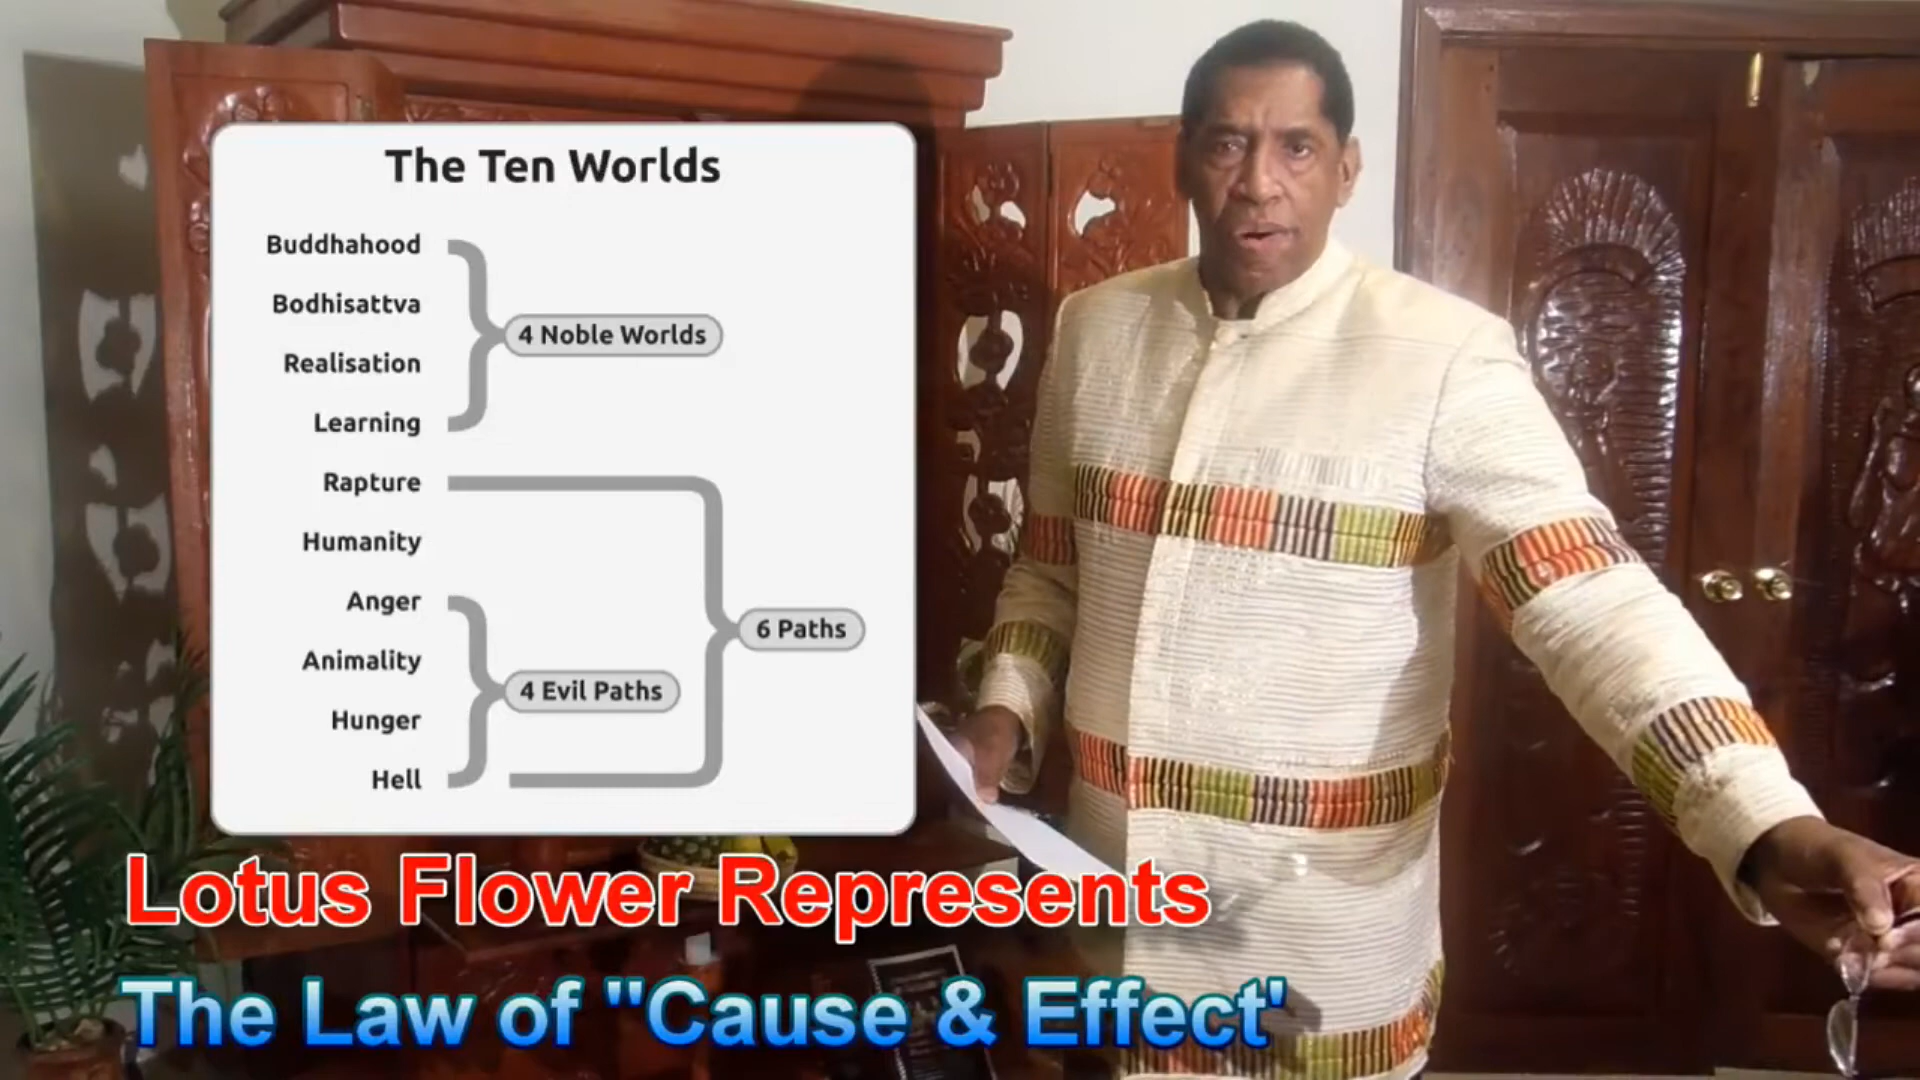 The Ten Worlds
Buddhahood
Bodhisattva
4 Noble Worlds
Realisation
Learning
Rapture
Humanity
Anger
6 Paths
Animality
4 Evil Paths
Hunger
Hell
Lotus Flower Represents
The Law of "Cause & Effect'